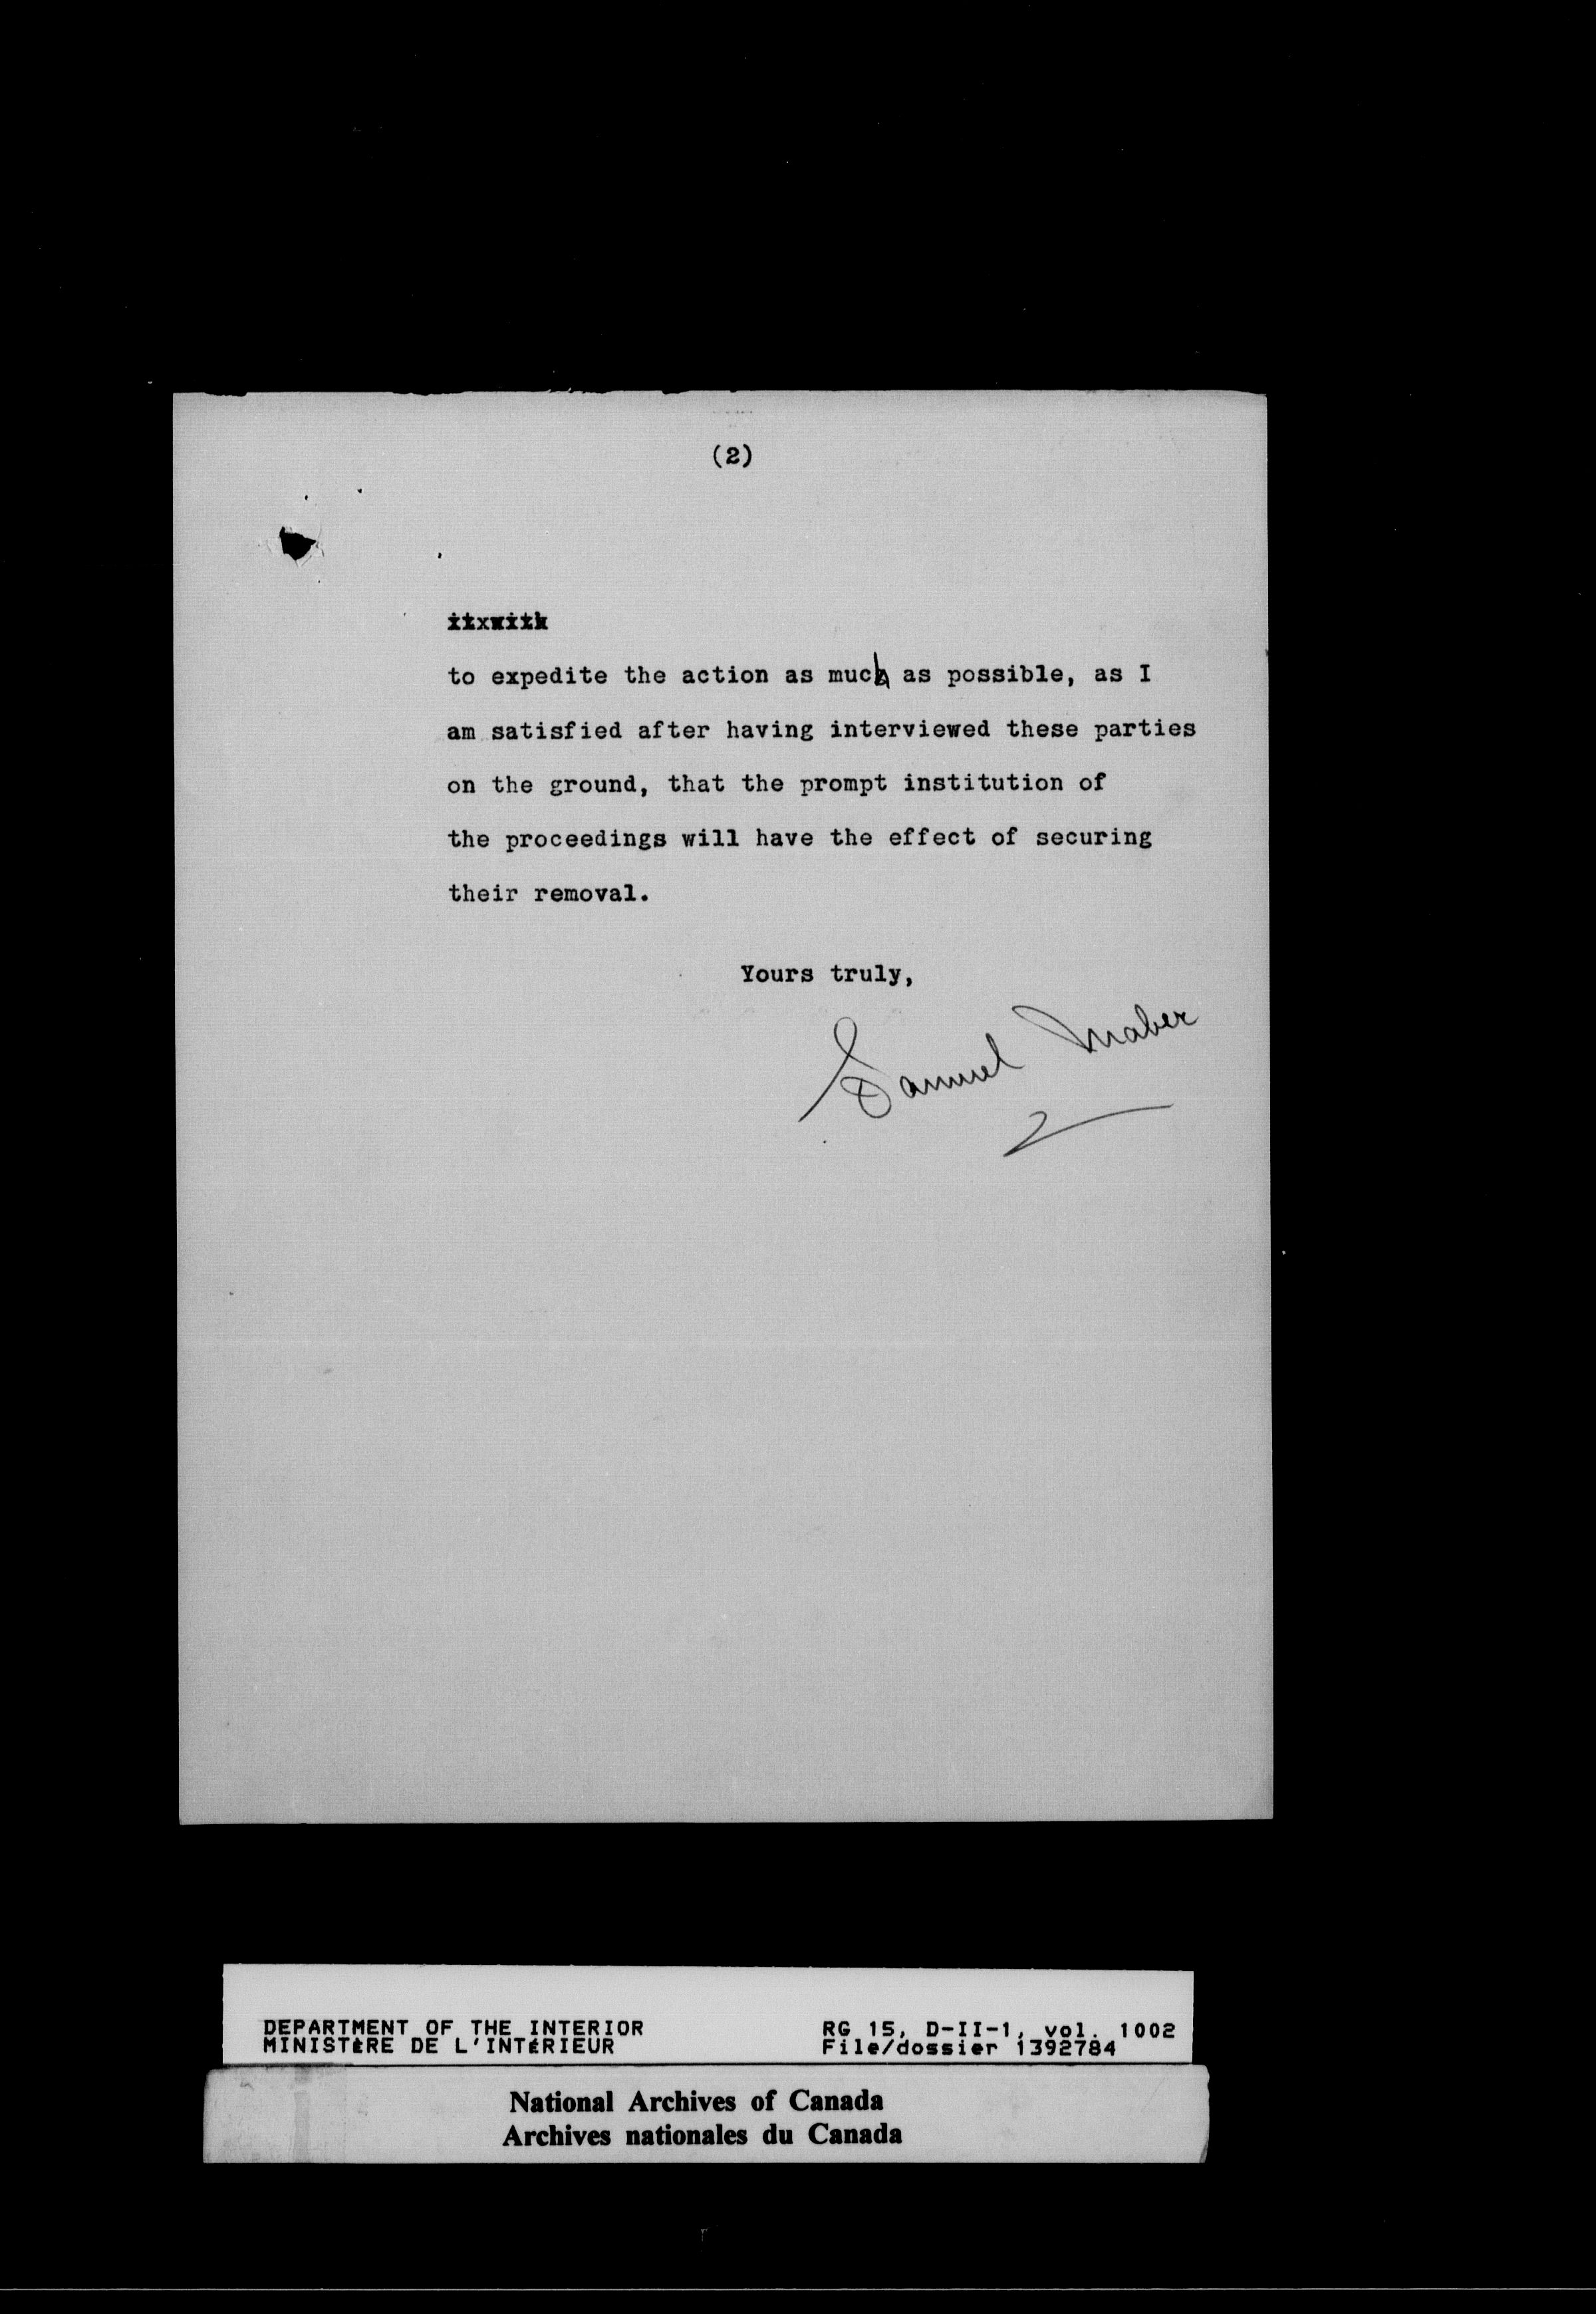 (2)
to expedite the action as much as possible, as I
am satisfied after having interviewed these parties
on the ground, that the prompt institution of
the proceedings will have the effect of securing
their removal.
Yours truly,
Samuel Maber
DEPARTMENT OF THE INTERIOR
MINISTÈRE DE L'INTÉRIEUR
RG 15, D-II-1, vol. 1002
File/dossier 1392784
National Archives of Canada
Archives nationales du Canada